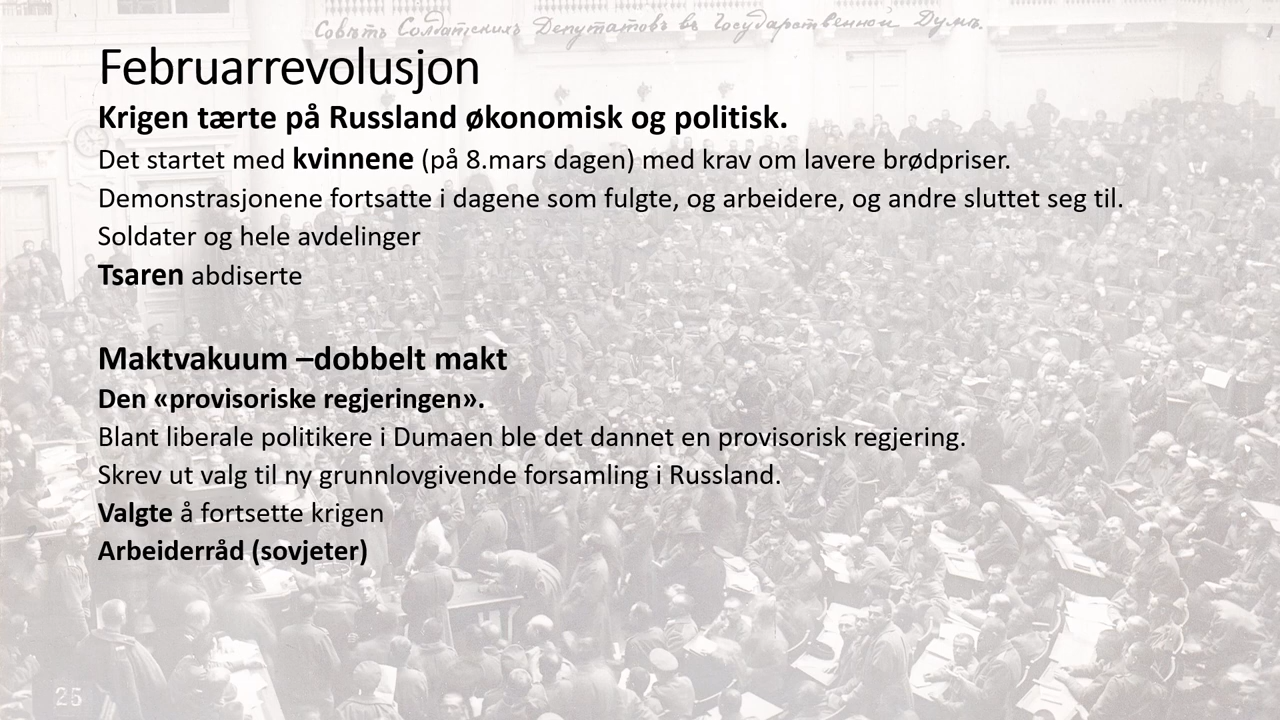 Совѣтъ Солдатскихъ Депутатовъ въ Государственной Думѣ.
Februarrevolusjon
Krigen tærte på Russland økonomisk og politisk.
Det startet med kvinnene (på 8.mars dagen) med krav om lavere brødpriser.
Demonstrasjonene fortsatte i dagene som fulgte, og arbeidere, og andre sluttet seg til.
Soldater og hele avdelinger
Tsaren abdiserte
Maktvakuum –dobbelt makt
Den «provisoriske regjeringen».
Blant liberale politikere i Dumaen ble det dannet en provisorisk regjering.
Skrev ut valg til ny grunnlovgivende forsamling i Russland.
Valgte å fortsette krigen
Arbeiderråd (sovjeter)
25